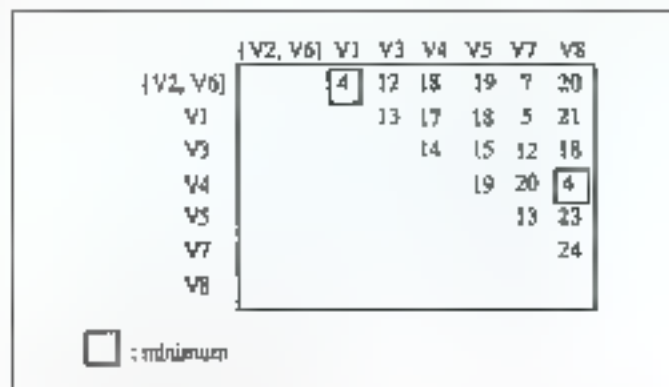 {V2, V6} V1 V3 V4 V5 V7 V8
{V2, V6} 4 12 18 19 7 20
V1 13 17 18 5 21
V3 14 15 12 18
V4 19 20 4
V5 13 23
V7 24
V8
: minimum